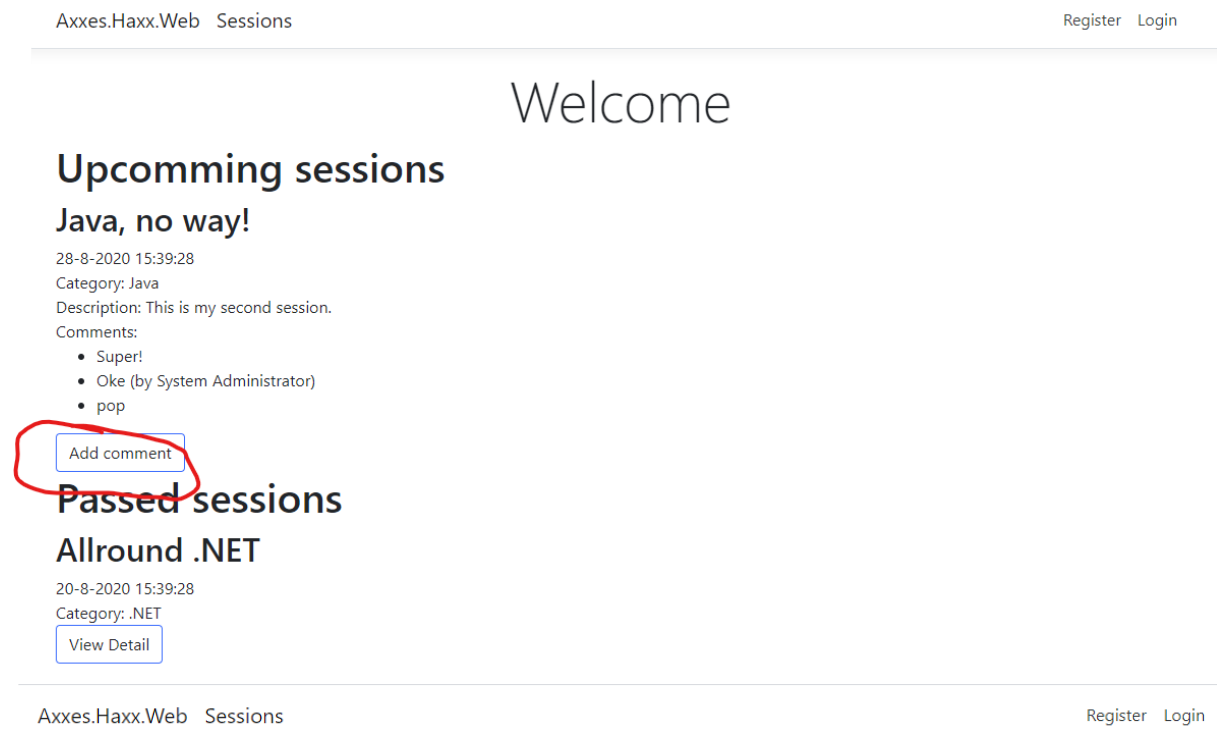 Axxes.Haxx.Web Sessions Register Login
Welcome
Upcomming sessions
Java, no way!
28-8-2020 15:39:28
Category: Java
Description: This is my second session.
Comments:
Super!
Oke (by System Administrator)
pop
Add comment
Passed sessions
Allround .NET
20-8-2020 15:39:28
Category: .NET
View Detail
Axxes.Haxx.Web Sessions Register Login